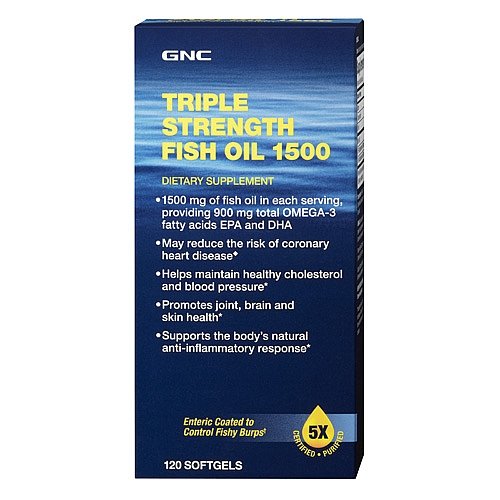 GNC
TRIPLE
STRENGTH
FISH OIL 1500
DIETARY SUPPLEMENT
•1500 mg of fish oil in each serving,
providing 900 mg total OMEGA-3
fatty acids EPA and DHA
•May reduce the risk of coronary
heart disease♦
•Helps maintain healthy cholesterol
and blood pressure*
•Promotes joint, brain and
skin health*
•Supports the body's natural
anti-inflammatory response*
Enteric Coated to
Control Fishy Burps‡
5X
CERTIFIED • PURIFIED
120 SOFTGELS